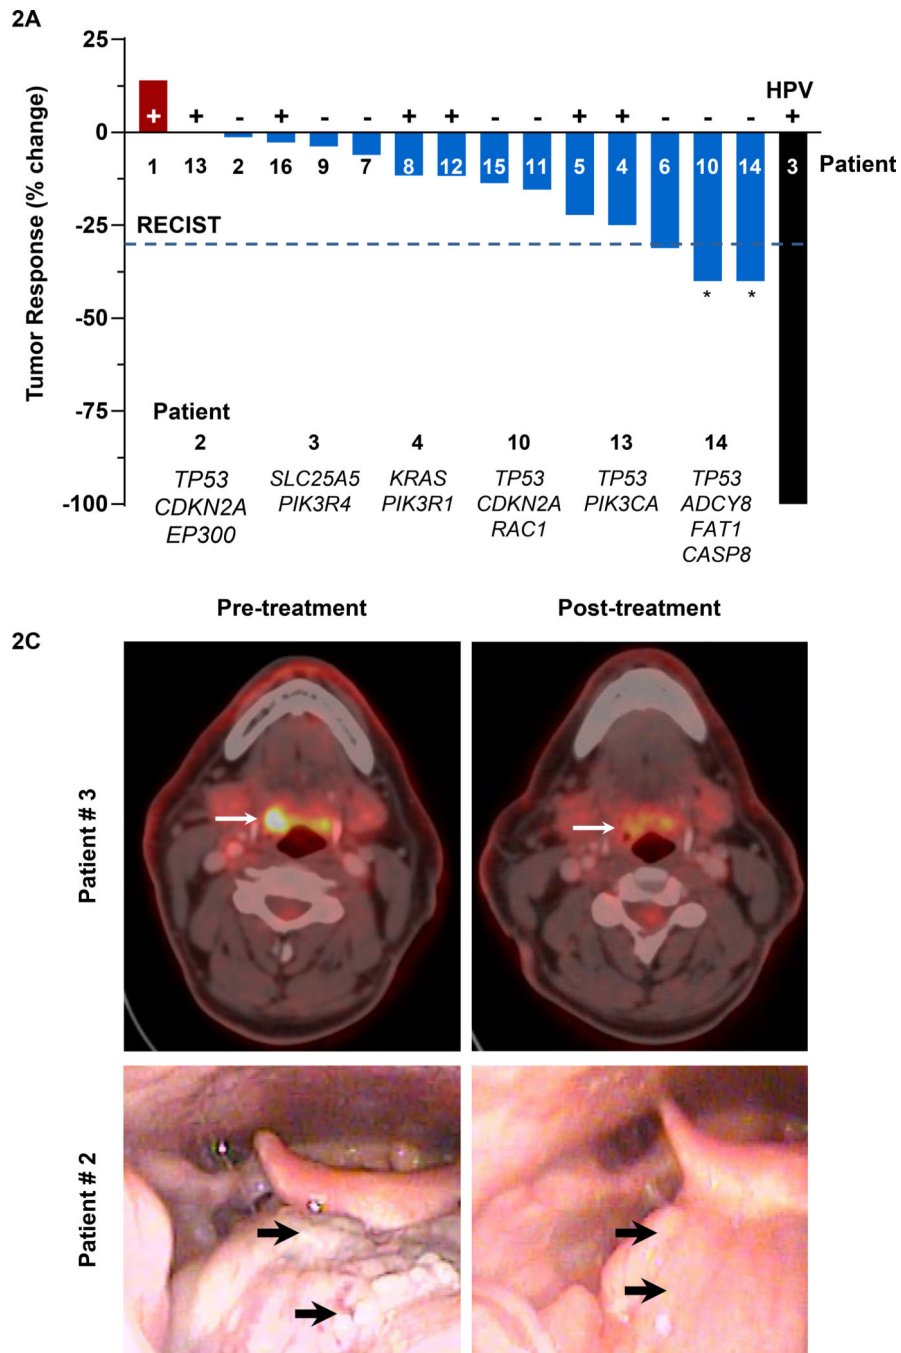 2A
25
0
-25
-50
-75
-100
Tumor Response (% change)
HPV
+ + - + - - + + - - + + - - - +
1 13 2 16 9 7 8 12 15 11 5 4 6 10 14 3 Patient
RECIST
* *
Patient
2 3 4 10 13 14
TP53 SLC25A5 KRAS TP53 TP53 TP53
CDKN2A PIK3R4 PIK3R1 CDKN2A PIK3CA ADCY8
EP300 RAC1 FAT1
CASP8
Pre-treatment Post-treatment
2C
Patient # 3
Patient # 2